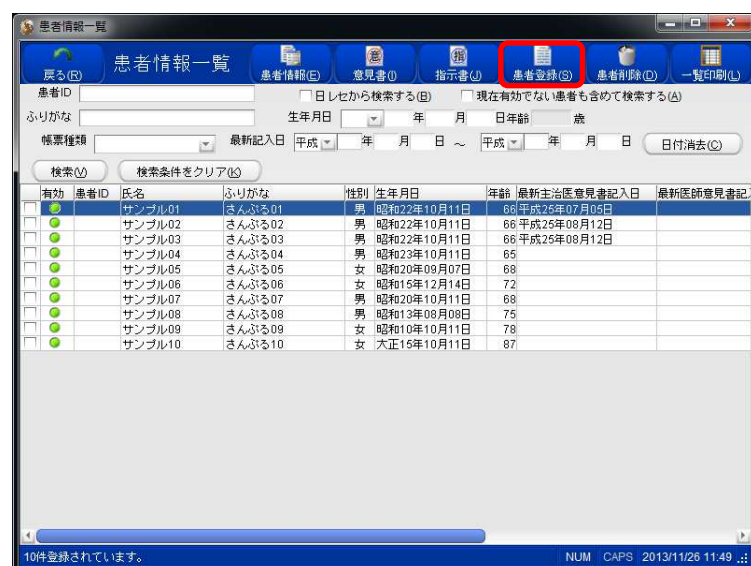 患者情報一覧
戻る(R) 患者情報一覧 患者情報(E) 意見書(I) 指示書(J) 患者登録(S) 患者削除(D) 一覧印刷(L)
患者ID 日レセから検索する(B) 現在有効でない患者も含めて検索する(A)
ふりがな 生年月日 年 月 日 年齢 歳
帳票種類 最新記入日 平成 年 月 日 ～ 平成 年 月 日 日付消去(C)
検索(V) 検索条件をクリア(K)
有効 患者ID 氏名 ふりがな 性別 生年月日 年齢 最新主治医意見書記入日 最新医師意見書記入
サンプル01 さんぷる01 男 昭和22年10月11日 66 平成25年07月05日
サンプル02 さんぷる02 男 昭和22年10月11日 66 平成25年08月12日
サンプル03 さんぷる03 男 昭和22年10月11日 66 平成25年08月12日
サンプル04 さんぷる04 男 昭和23年10月11日 65
サンプル05 さんぷる05 女 昭和20年09月07日 68
サンプル06 さんぷる06 女 昭和15年12月14日 72
サンプル07 さんぷる07 男 昭和20年10月11日 68
サンプル08 さんぷる08 男 昭和13年08月08日 75
サンプル09 さんぷる09 女 昭和10年10月11日 78
サンプル10 さんぷる10 女 大正15年10月11日 87
10件登録されています。 NUM CAPS 2013/11/26 11:49